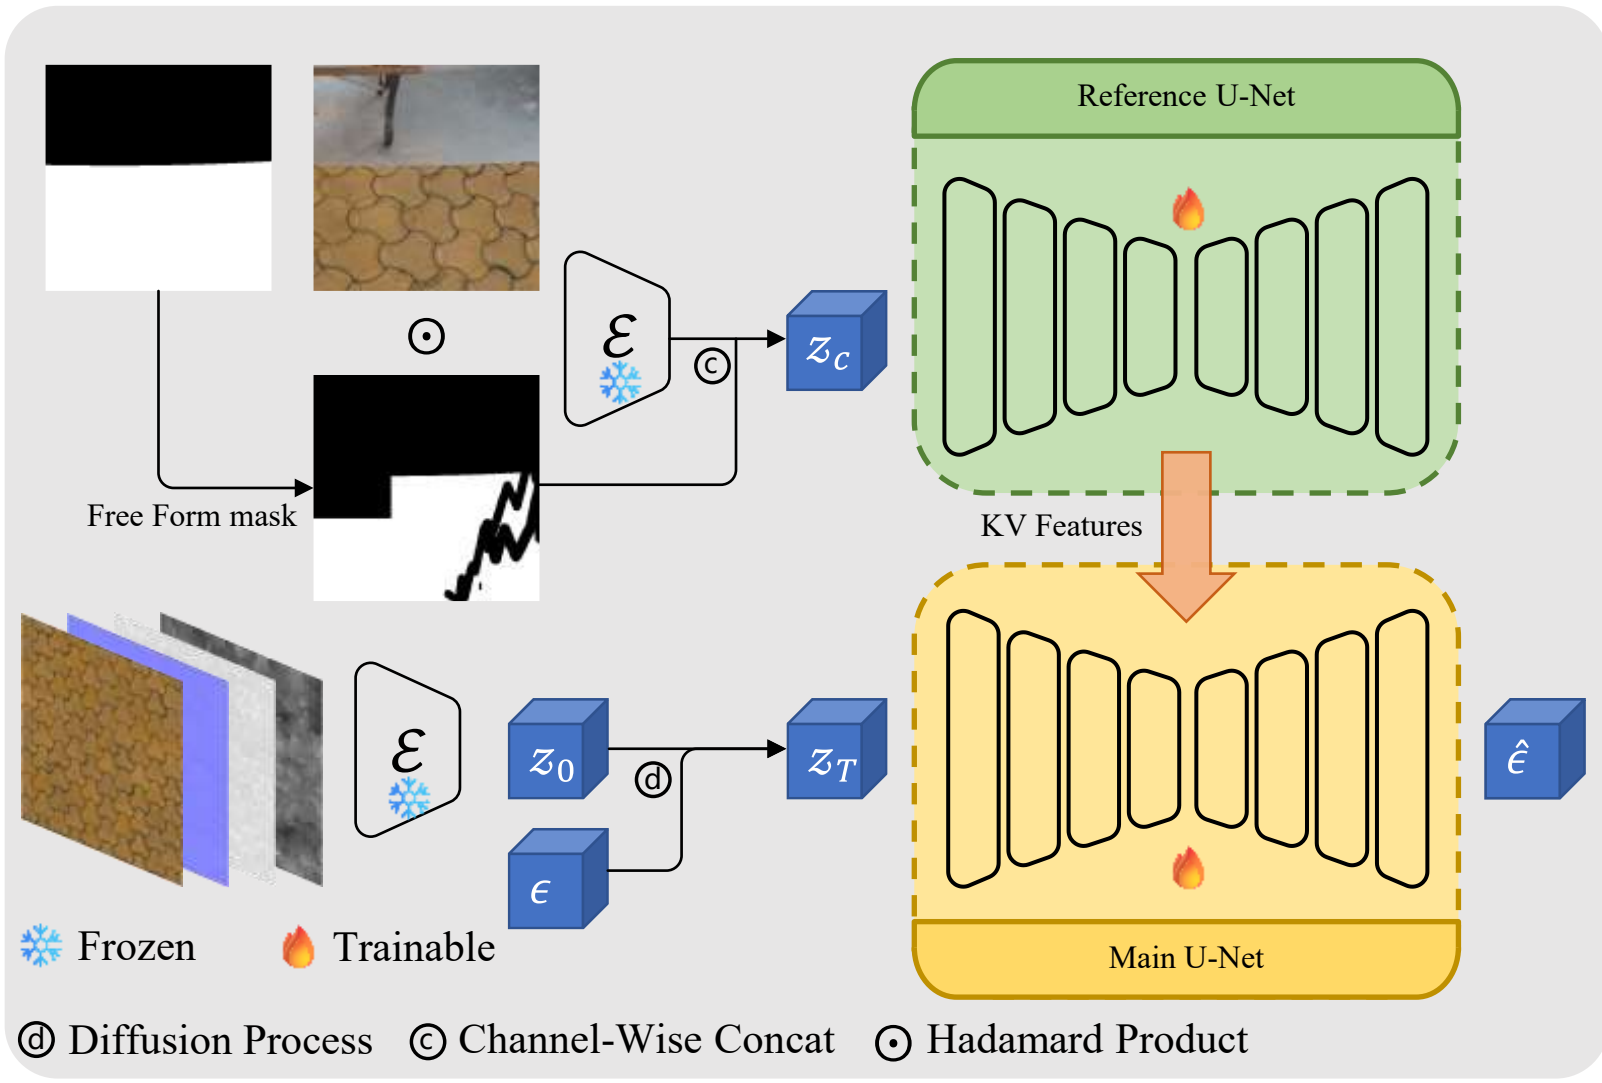 Reference U-Net
ℰ
ⓒ
z_c
Free Form mask
KV Features
ℰ
z_0
ⓓ
z_T
ϵ̂
ϵ
Frozen
Trainable
Main U-Net
ⓓ Diffusion Process ⓒ Channel-Wise Concat ⊙ Hadamard Product